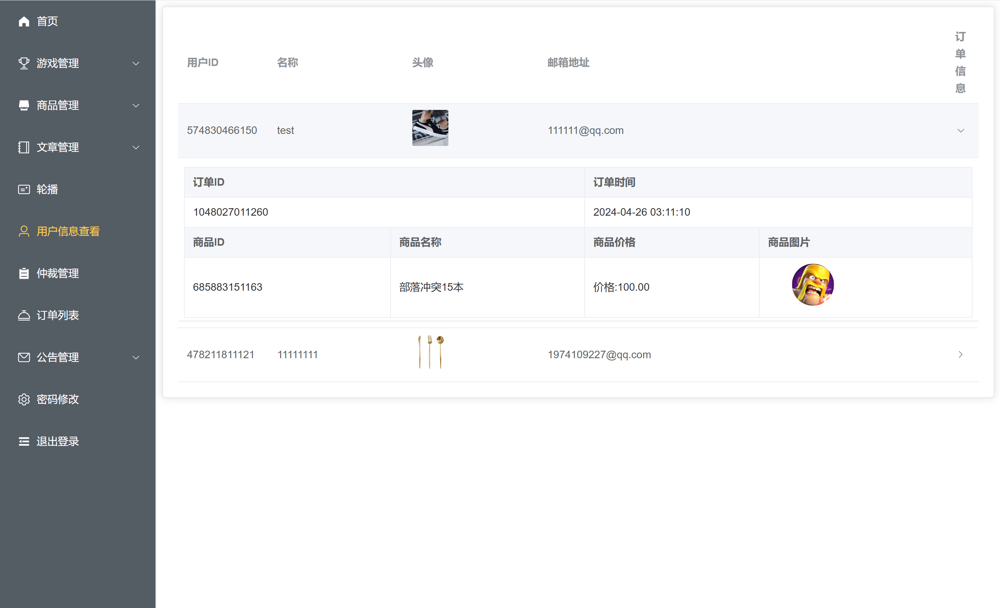 首页
游戏管理
商品管理
文章管理
轮播
用户信息查看
仲裁管理
订单列表
公告管理
密码修改
退出登录
用户ID 名称 头像 邮箱地址 订单信息
574830466150 test 111111@qq.com
订单ID 订单时间
1048027011260 2024-04-26 03:11:10
商品ID 商品名称 商品价格 商品图片
685883151163 部落冲突15本 价格:100.00
478211811121 11111111 1974109227@qq.com